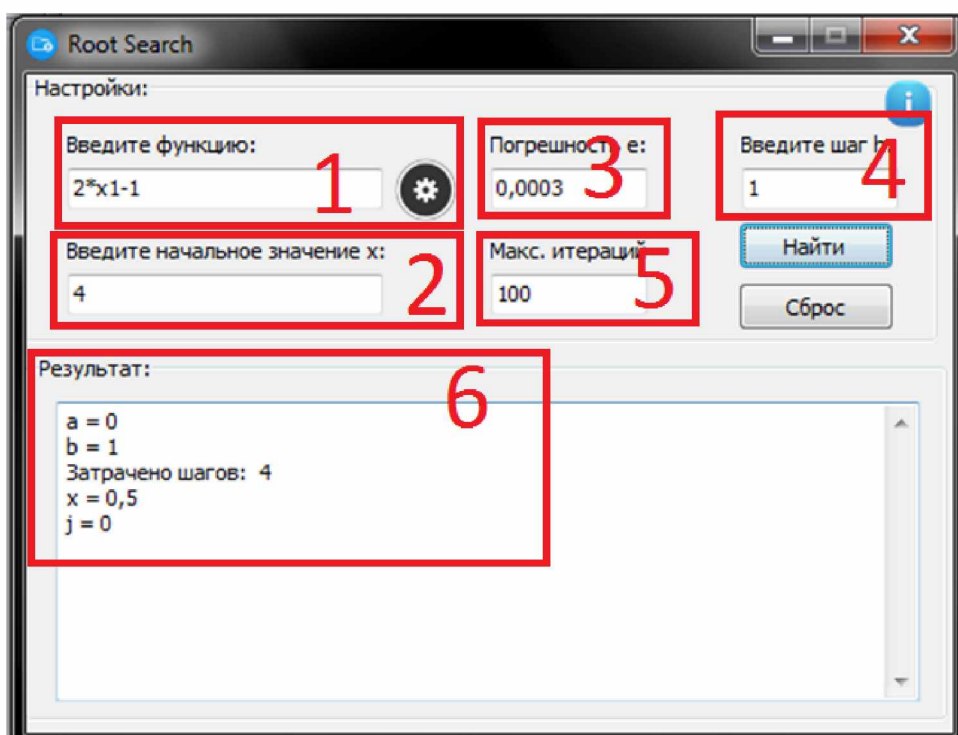 Root Search
Настройки:
Введите функцию:
1
2*x1-1
Погрешность e:
3
0,0003
Введите шаг h:
4
1
Введите начальное значение x:
2
4
Макс. итераций
5
100
Найти
Сброс
Результат:
6
a = 0
b = 1
Затрачено шагов: 4
x = 0,5
j = 0